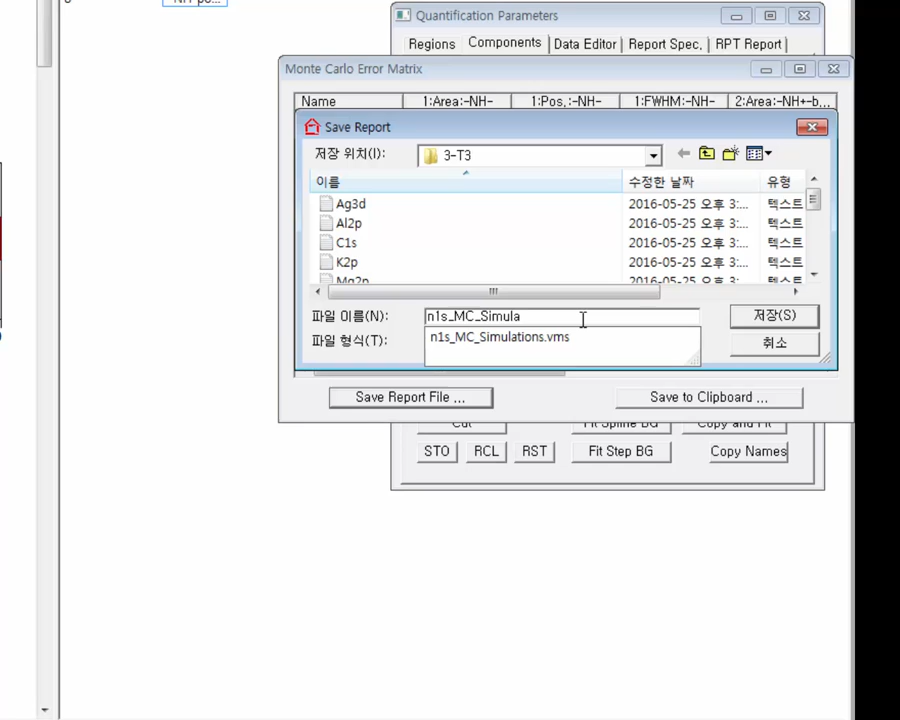 Quantification Parameters
Regions Components Data Editor Report Spec. RPT Report
Monte Carlo Error Matrix
Name 1:Area:-NH- 1:Pos.:-NH- 1:FWHM:-NH- 2:Area:-NH+-b...
Save Report
저장 위치(I): 3-T3
이름 수정한 날짜 유형
Ag3d 2016-05-25 오후 3:... 텍스트
Al2p 2016-05-25 오후 3:... 텍스트
C1s 2016-05-25 오후 3:... 텍스트
K2p 2016-05-25 오후 3:... 텍스트
Mg2p
파일 이름(N): n1s_MC_Simula 저장(S)
파일 형식(T): n1s_MC_Simulations.vms 취소
Save Report File ... Save to Clipboard ...
Cut Fit Spline BG Copy and Fit
STO RCL RST Fit Step BG Copy Names